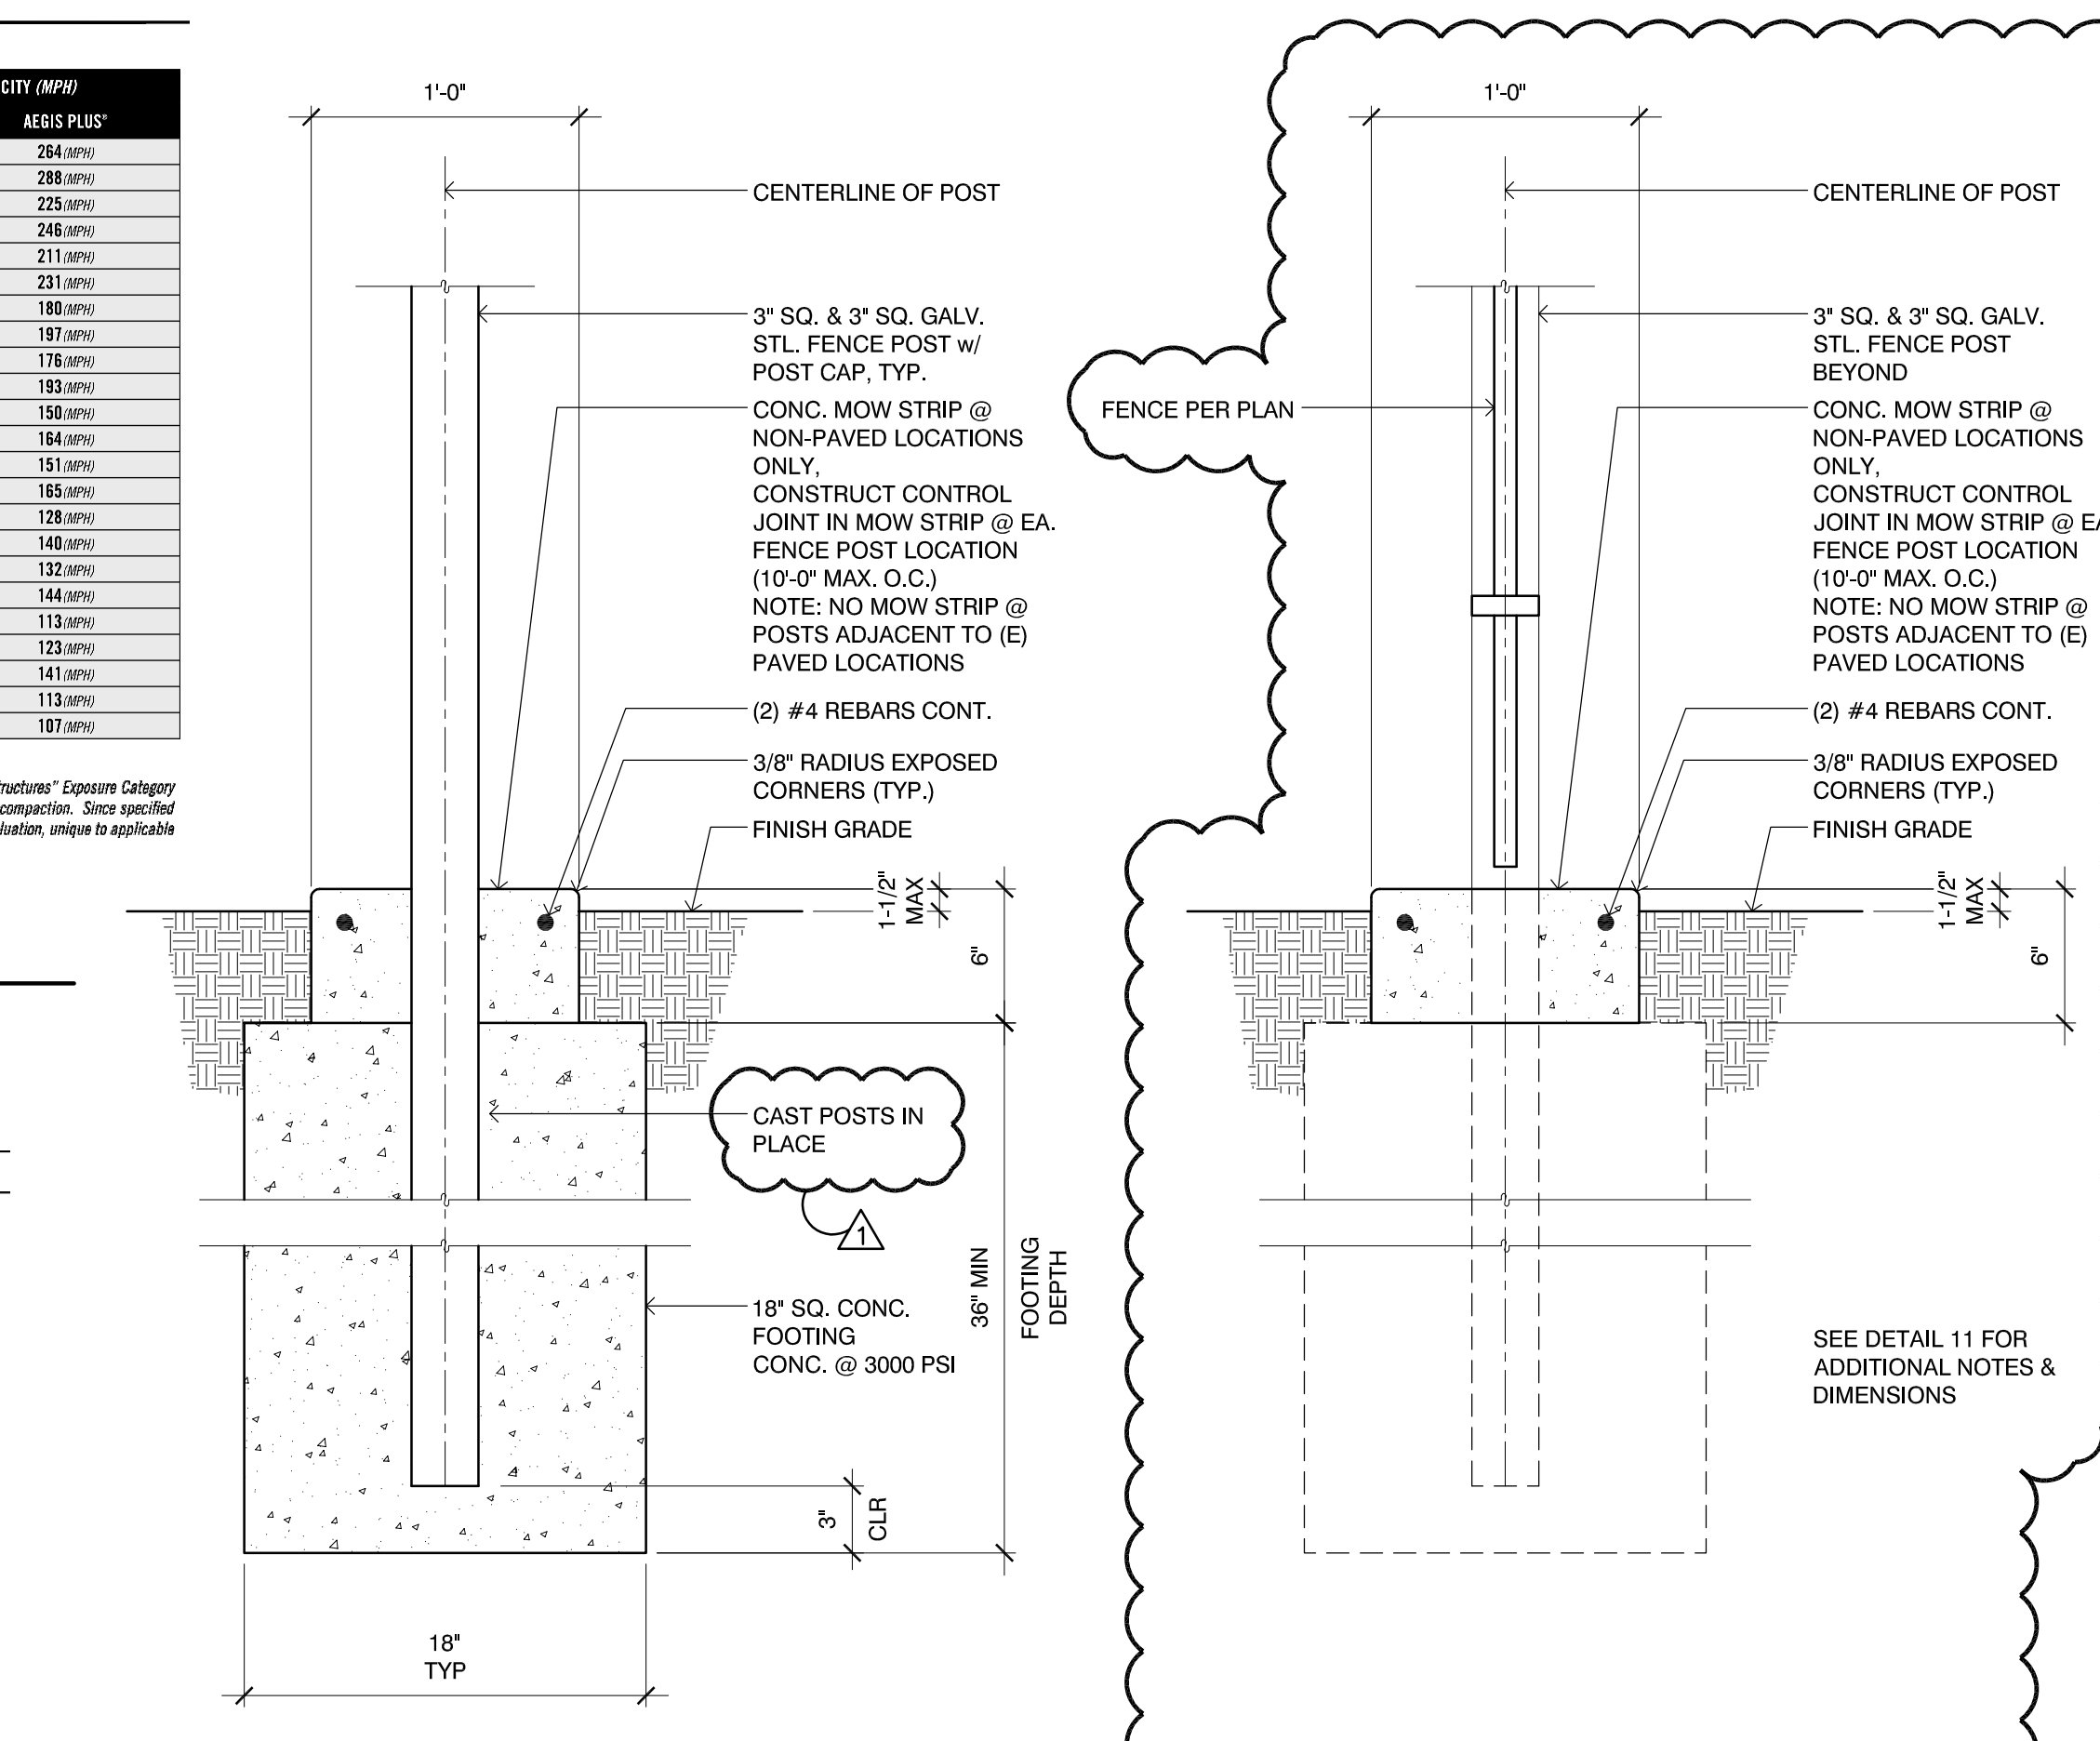 CITY (MPH)
AEGIS PLUS®
264 (MPH)
288 (MPH)
225 (MPH)
246 (MPH)
211 (MPH)
231 (MPH)
180 (MPH)
197 (MPH)
176 (MPH)
193 (MPH)
150 (MPH)
164 (MPH)
151 (MPH)
165 (MPH)
128 (MPH)
140 (MPH)
132 (MPH)
144 (MPH)
113 (MPH)
123 (MPH)
141 (MPH)
113 (MPH)
107 (MPH)
tructures" Exposure Category
compaction. Since specified
luation, unique to applicable
1'-0"
CENTERLINE OF POST
3" SQ. & 3" SQ. GALV.
STL. FENCE POST w/
POST CAP, TYP.
CONC. MOW STRIP @
NON-PAVED LOCATIONS
ONLY,
CONSTRUCT CONTROL
JOINT IN MOW STRIP @ EA.
FENCE POST LOCATION
(10'-0" MAX. O.C.)
NOTE: NO MOW STRIP @
POSTS ADJACENT TO (E)
PAVED LOCATIONS
(2) #4 REBARS CONT.
3/8" RADIUS EXPOSED
CORNERS (TYP.)
FINISH GRADE
1-1/2"
MAX
6"
CAST POSTS IN
PLACE
1
36" MIN
FOOTING
DEPTH
18" SQ. CONC.
FOOTING
CONC. @ 3000 PSI
3"
CLR
18"
TYP
1'-0"
CENTERLINE OF POST
3" SQ. & 3" SQ. GALV.
STL. FENCE POST
BEYOND
FENCE PER PLAN
CONC. MOW STRIP @
NON-PAVED LOCATIONS
ONLY,
CONSTRUCT CONTROL
JOINT IN MOW STRIP @ EA
FENCE POST LOCATION
(10'-0" MAX. O.C.)
NOTE: NO MOW STRIP @
POSTS ADJACENT TO (E)
PAVED LOCATIONS
(2) #4 REBARS CONT.
3/8" RADIUS EXPOSED
CORNERS (TYP.)
FINISH GRADE
1-1/2"
MAX
6"
SEE DETAIL 11 FOR
ADDITIONAL NOTES &
DIMENSIONS